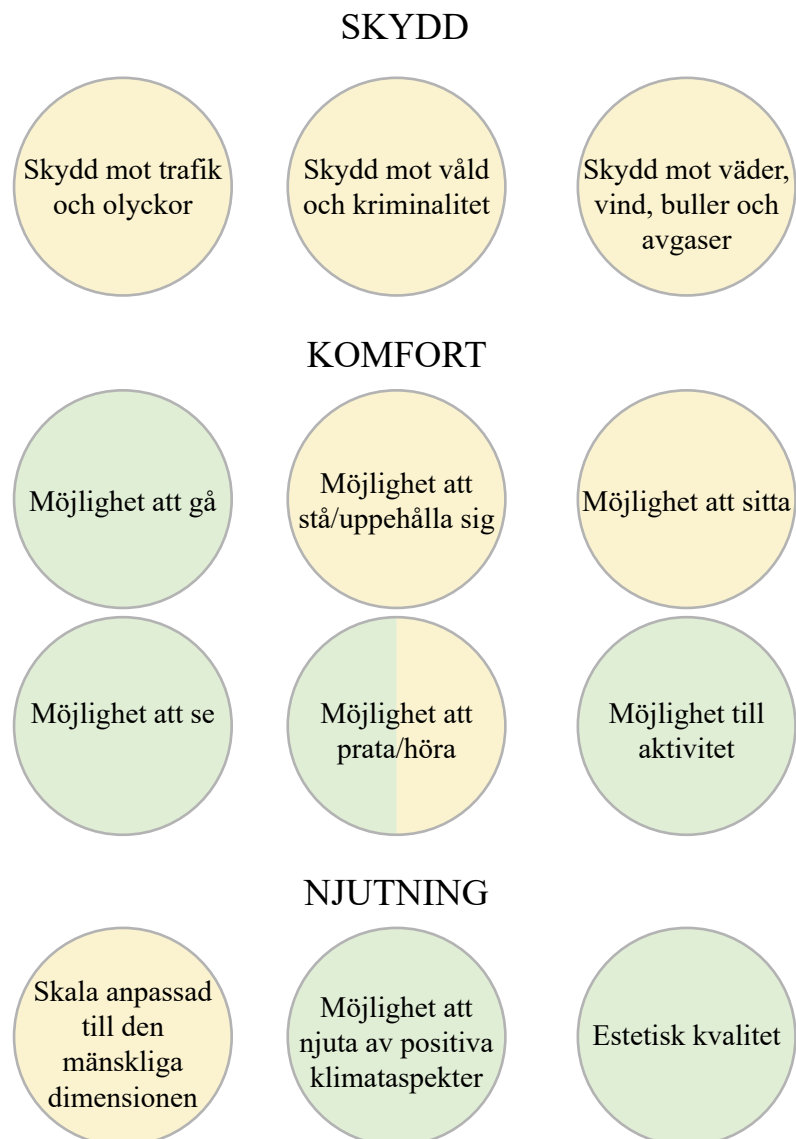 SKYDD
Skydd mot trafik
och olyckor
Skydd mot våld
och kriminalitet
Skydd mot väder,
vind, buller och
avgaser
KOMFORT
Möjlighet att gå
Möjlighet att
stå/uppehålla sig
Möjlighet att sitta
Möjlighet att se
Möjlighet att
prata/höra
Möjlighet till
aktivitet
NJUTNING
Skala anpassad
till den
mänskliga
dimensionen
Möjlighet att
njuta av positiva
klimataspekter
Estetisk kvalitet